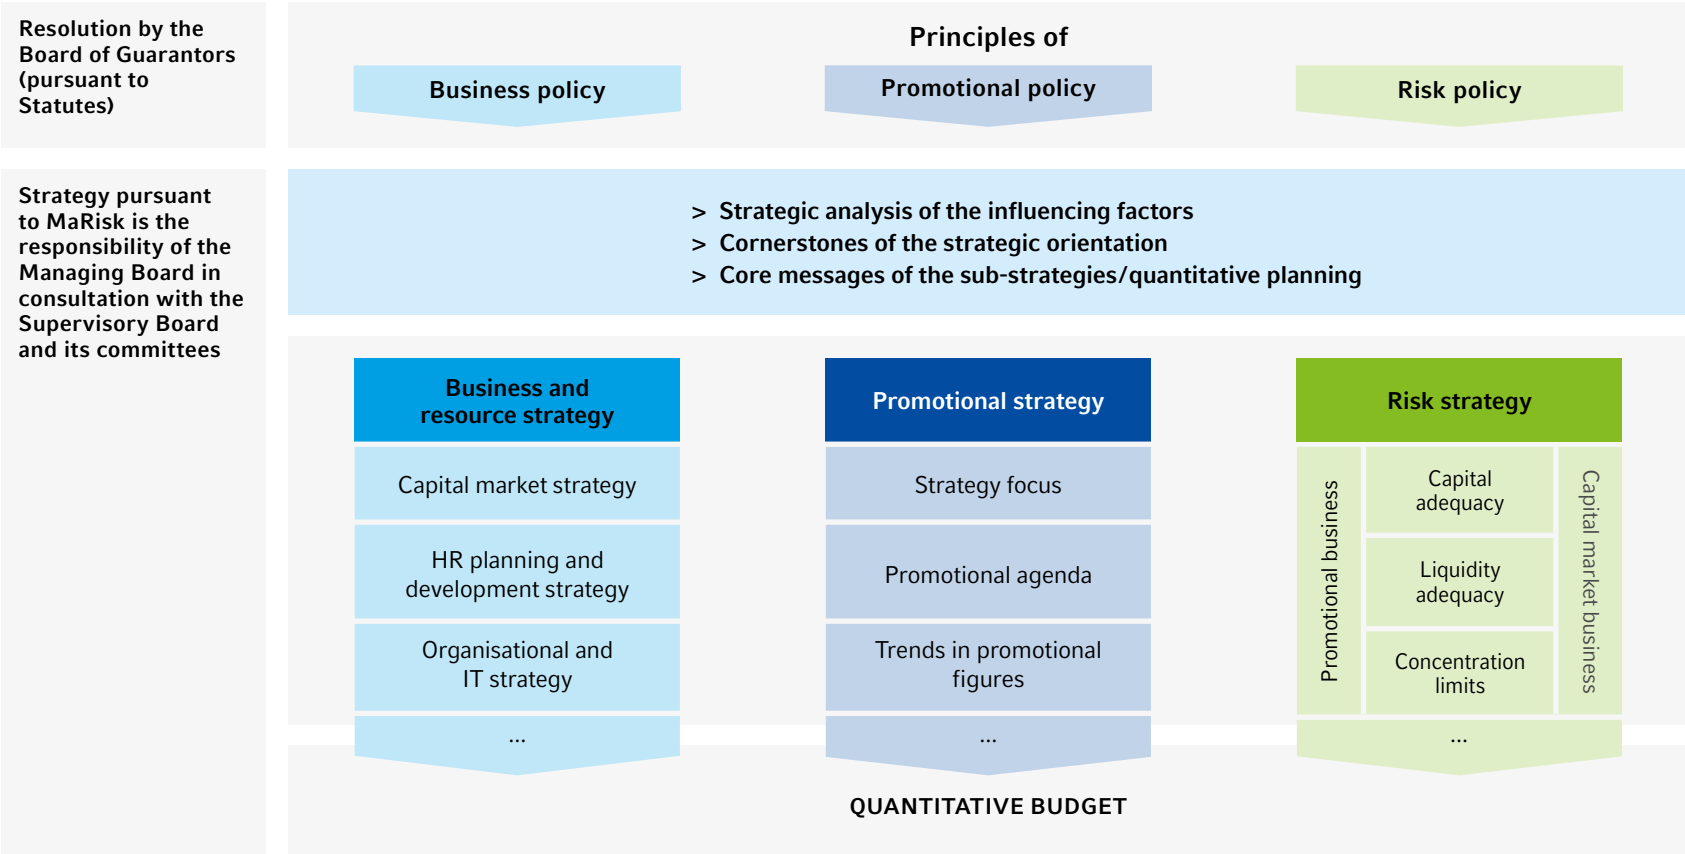 Resolution by the
Board of Guarantors
(pursuant to
Statutes)
Principles of
Business policy
Promotional policy
Risk policy
Strategy pursuant
to MaRisk is the
responsibility of the
Managing Board in
consultation with the
Supervisory Board
and its committees
> Strategic analysis of the influencing factors
> Cornerstones of the strategic orientation
> Core messages of the sub-strategies/quantitative planning
Business and
resource strategy
Capital market strategy
HR planning and
development strategy
Organisational and
IT strategy
...
Promotional strategy
Strategy focus
Promotional agenda
Trends in promotional
figures
...
Risk strategy
Promotional business
Capital
adequacy
Liquidity
adequacy
Concentration
limits
Capital market business
...
QUANTITATIVE BUDGET